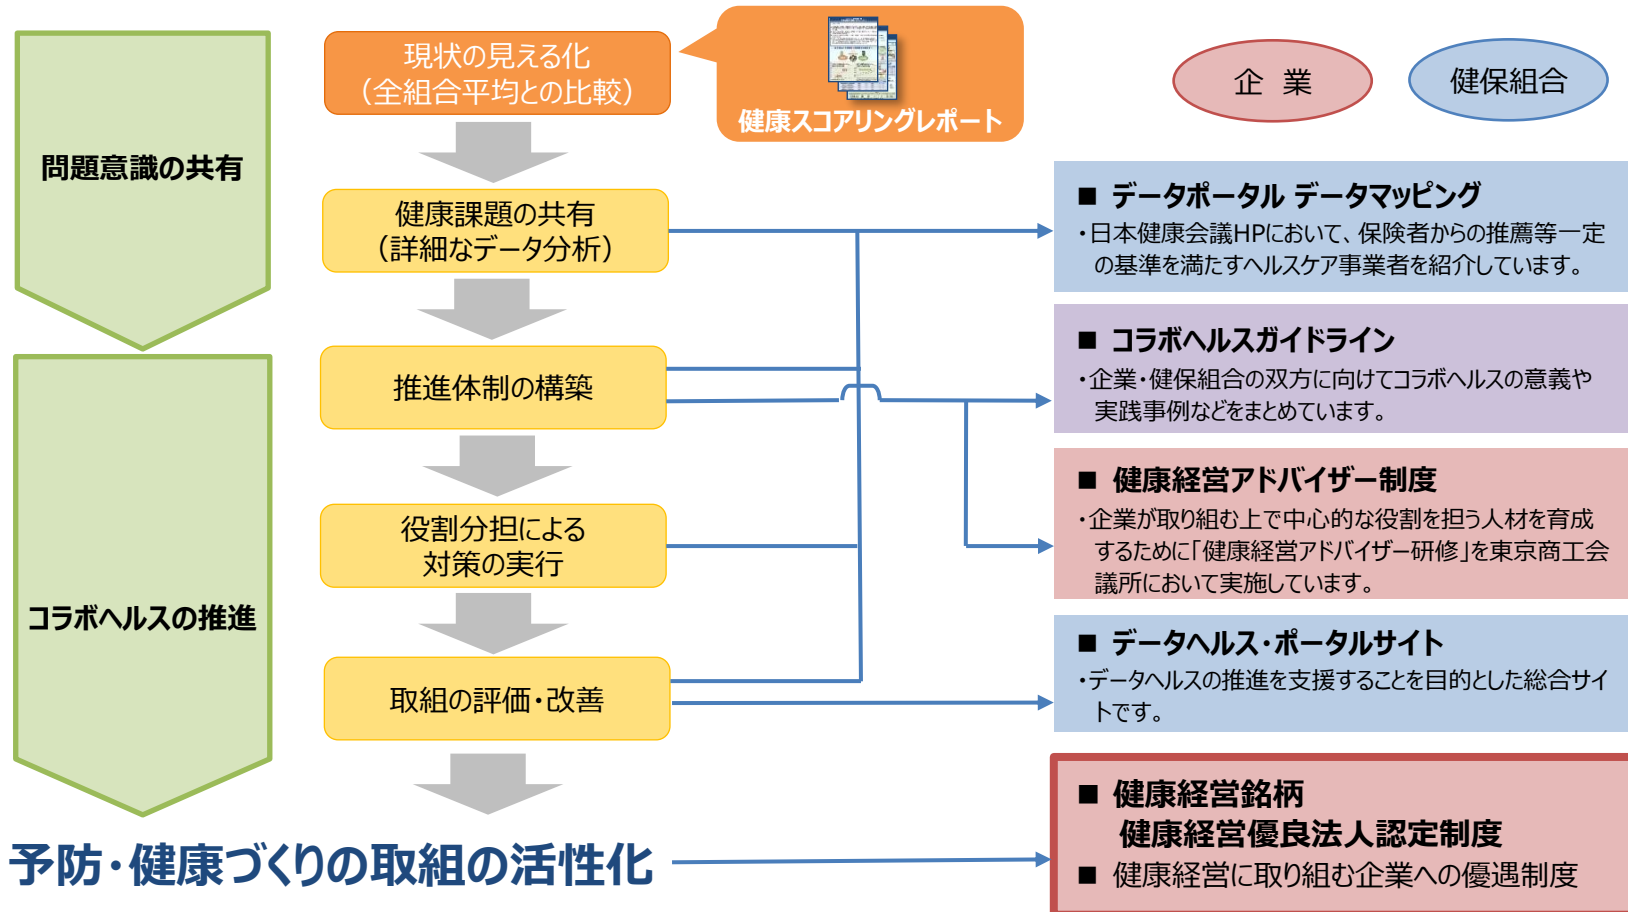 問題意識の共有
コラボヘルスの推進
現状の見える化
（全組合平均との比較）
健康スコアリングレポート
健康課題の共有
（詳細なデータ分析）
推進体制の構築
役割分担による
対策の実行
取組の評価・改善
予防・健康づくりの取組の活性化
企 業
健保組合
■ データポータル データマッピング
・日本健康会議HPにおいて、保険者からの推薦等一定
の基準を満たすヘルスケア事業者を紹介しています。
■ コラボヘルスガイドライン
・企業・健保組合の双方に向けてコラボヘルスの意義や
実践事例などをまとめています。
■ 健康経営アドバイザー制度
・企業が取り組む上で中心的な役割を担う人材を育成
するために「健康経営アドバイザー研修」を東京商工会
議所において実施しています。
■ データヘルス・ポータルサイト
・データヘルスの推進を支援することを目的とした総合サイ
トです。
■ 健康経営銘柄
健康経営優良法人認定制度
■ 健康経営に取り組む企業への優遇制度